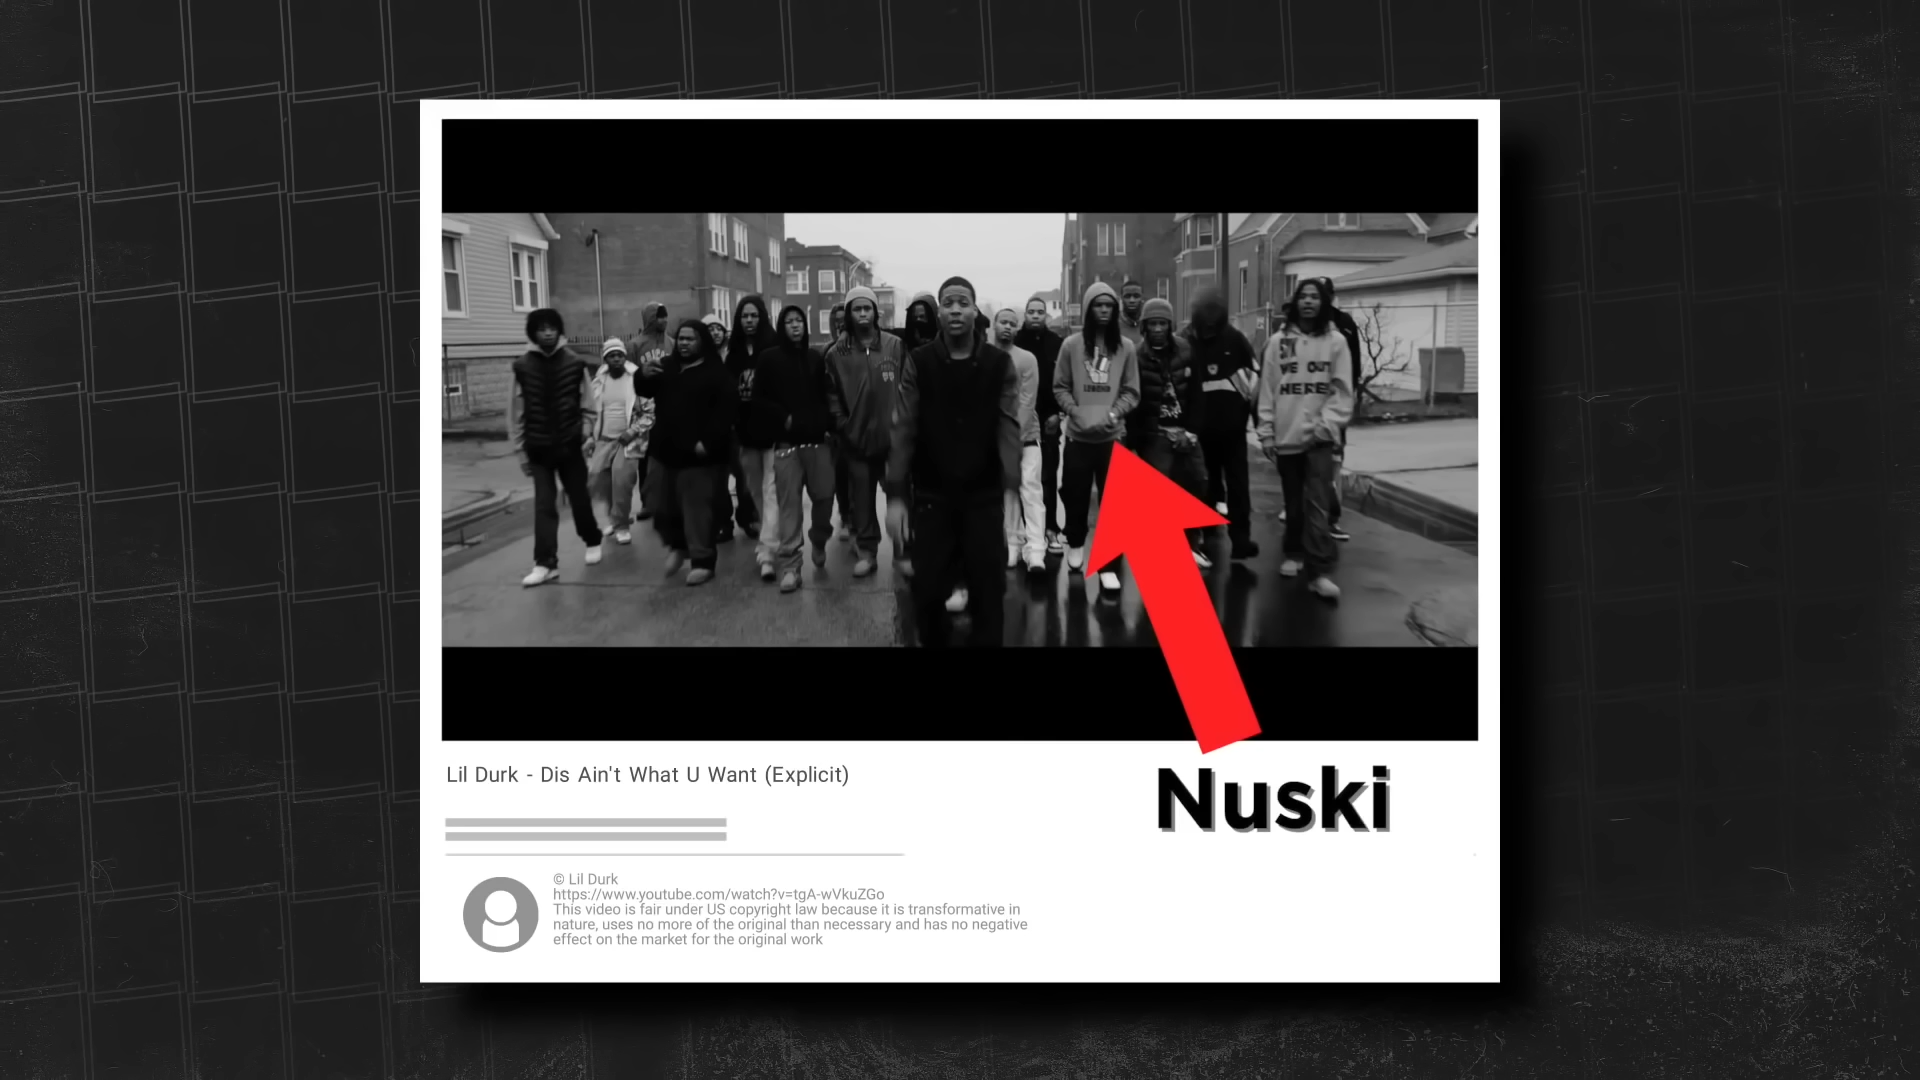 WE OUT
HERE
Lil Durk - Dis Ain't What U Want (Explicit)
Nuski
© Lil Durk
https://www.youtube.com/watch?v=tgA-wVkuZGo
This video is fair under US copyright law because it is transformative in
nature, uses no more of the original than necessary and has no negative
effect on the market for the original work